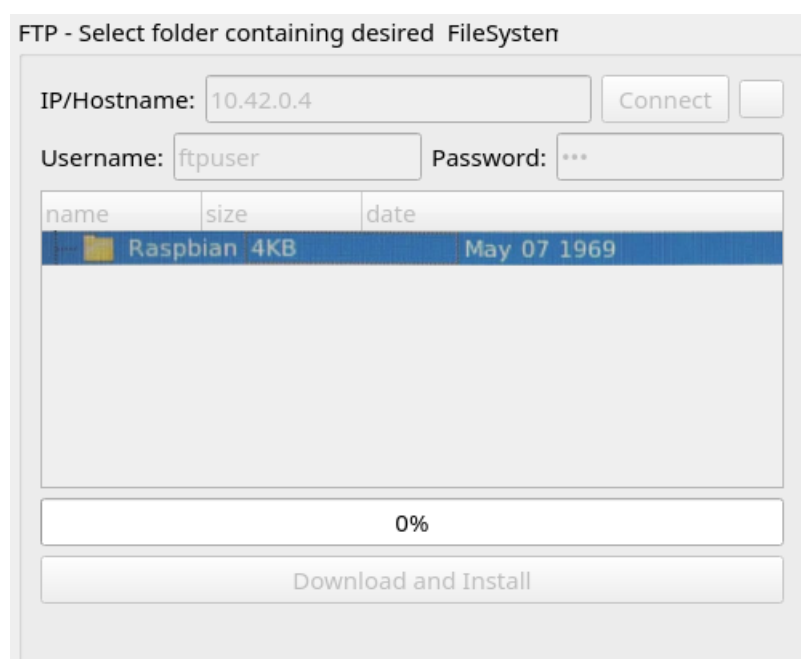 FTP - Select folder containing desired FileSystem
IP/Hostname: 10.42.0.4 Connect
Username: ftpuser Password: •••
name size date
Raspbian 4KB May 07 1969
0%
Download and Install